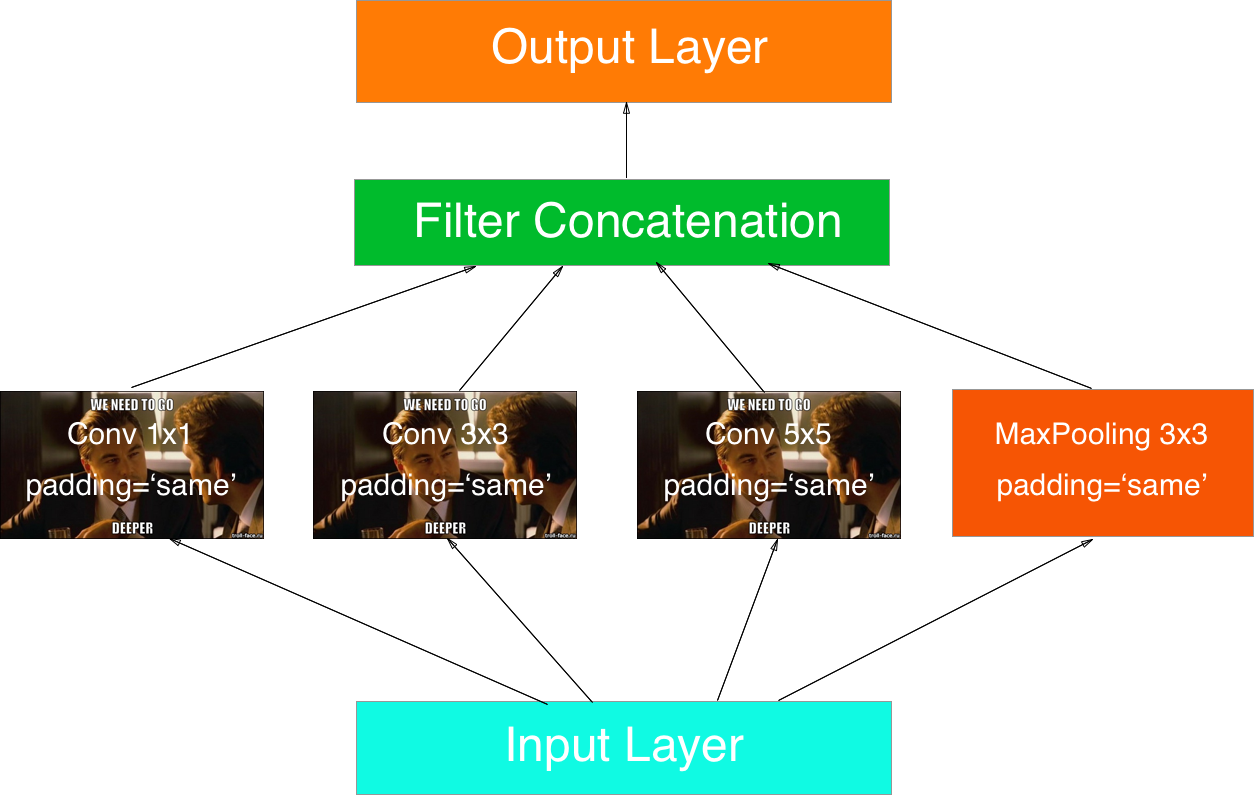 Output Layer
Filter Concatenation
WE NEED TO GO
Conv 1x1
padding=‘same’
DEEPER
troll-face.ru
WE NEED TO GO
Conv 3x3
padding=‘same’
DEEPER
troll-face.ru
WE NEED TO GO
Conv 5x5
padding=‘same’
DEEPER
troll-face.ru
MaxPooling 3x3
padding=‘same’
Input Layer